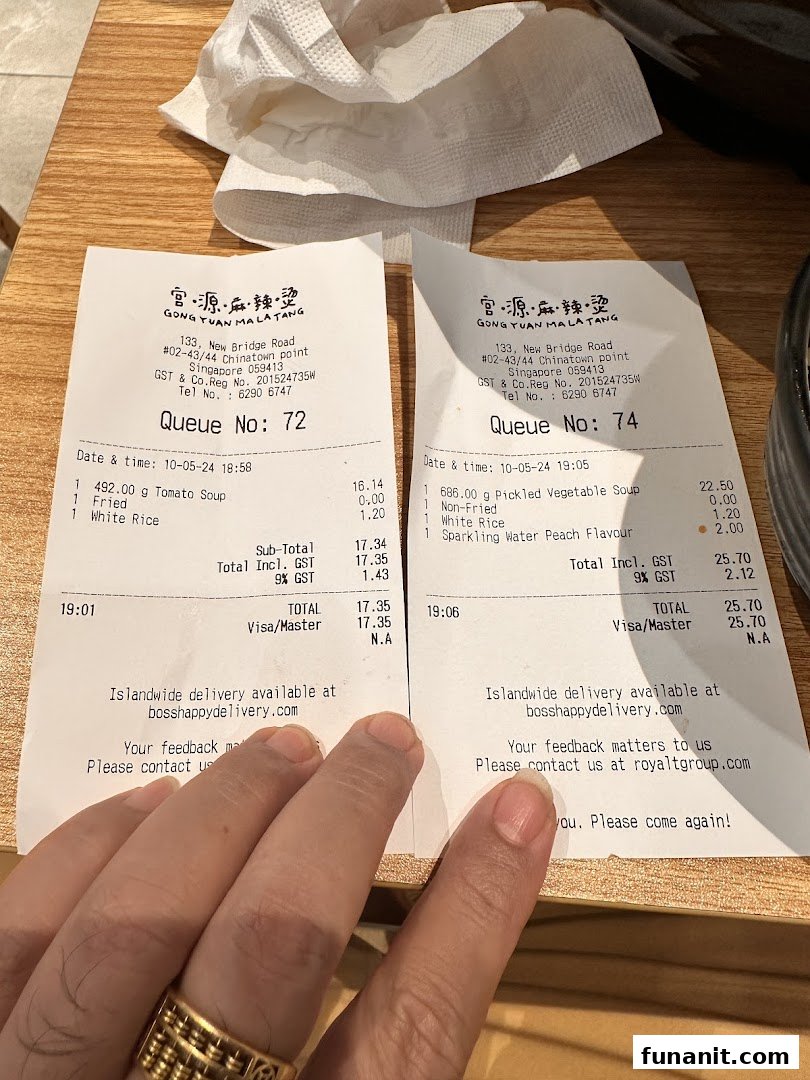 宫·源·麻·辣·烫
GONG YUAN MALA TANG
133, New Bridge Road
#02-43/44 Chinatown point
Singapore 059413
GST & Co.Reg No. 201524735W
Tel No. : 6290 6747
Queue No: 72
Date & time: 10-05-24 18:58
1 492.00 g Tomato Soup 16.14
1 Fried 0.00
1 White Rice 1.20
Sub-Total 17.34
Total Incl. GST 17.35
9% GST 1.43
19:01 TOTAL 17.35
Visa/Master 17.35
N.A
Islandwide delivery available at
bosshappydelivery.com
Your feedback
Please contact
宫·源·麻·辣·烫
GONG YUAN MALA TANG
133, New Bridge Road
#02-43/44 Chinatown point
Singapore 059413
GST & Co.Reg No. 201524735W
Tel No. : 6290 6747
Queue No: 74
Date & time: 10-05-24 19:05
1 686.00 g Pickled Vegetable Soup 22.50
1 Non-Fried 0.00
1 White Rice 1.20
1 Sparkling Water Peach Flavour 2.00
Total Incl. GST 25.70
9% GST 2.12
19:06 TOTAL 25.70
Visa/Master 25.70
N.A
Islandwide delivery available at
bosshappydelivery.com
Your feedback matters to us
Please contact us at royaltgroup.com
you. Please come again!
funanit.com